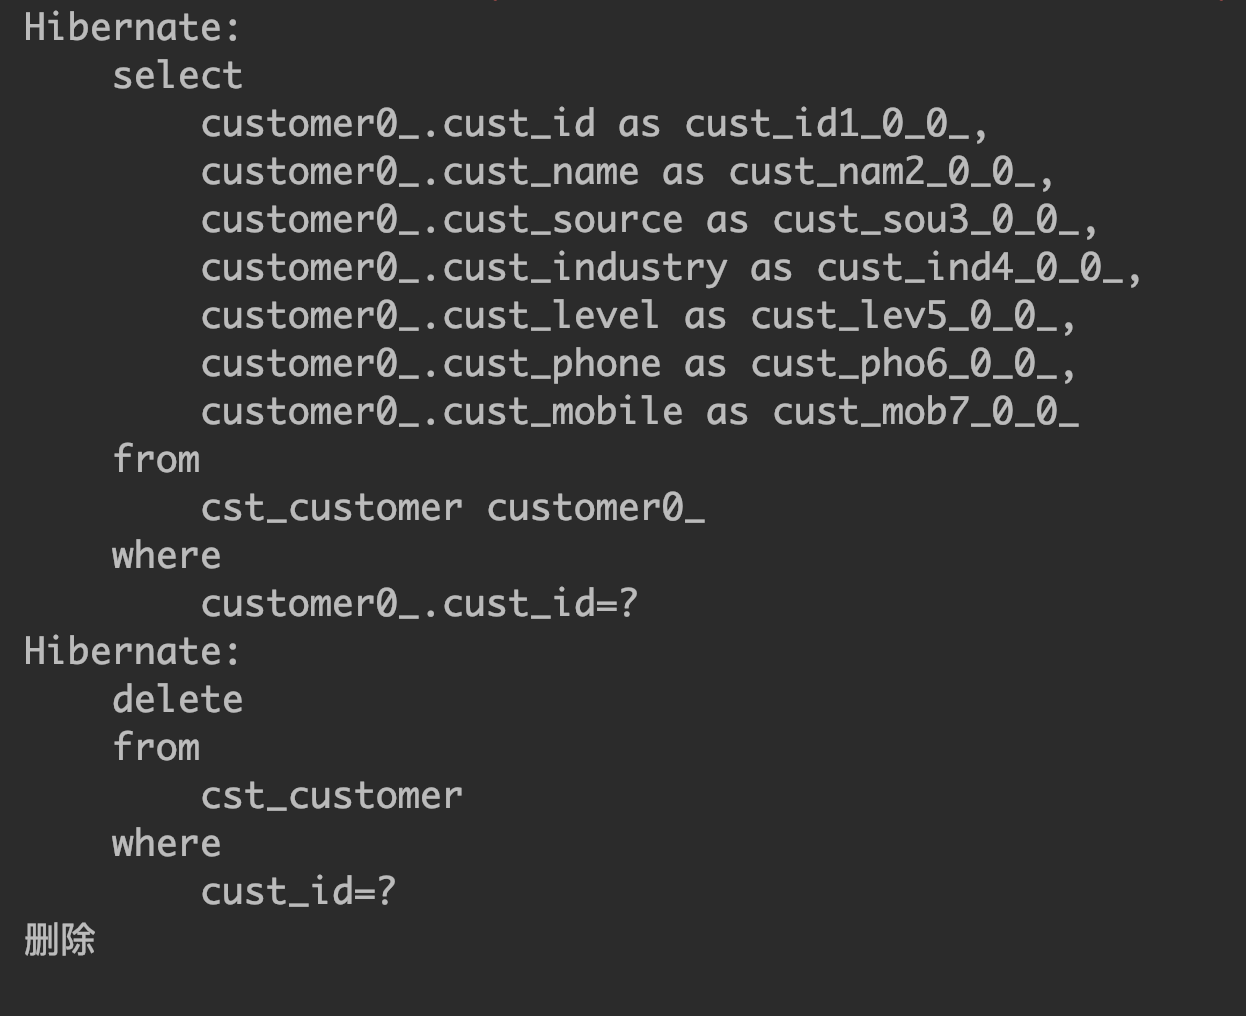 Hibernate:
    select
        customer0_.cust_id as cust_id1_0_0_,
        customer0_.cust_name as cust_nam2_0_0_,
        customer0_.cust_source as cust_sou3_0_0_,
        customer0_.cust_industry as cust_ind4_0_0_,
        customer0_.cust_level as cust_lev5_0_0_,
        customer0_.cust_phone as cust_pho6_0_0_,
        customer0_.cust_mobile as cust_mob7_0_0_
    from
        cst_customer customer0_
    where
        customer0_.cust_id=?
Hibernate:
    delete
    from
        cst_customer
    where
        cust_id=?
删除